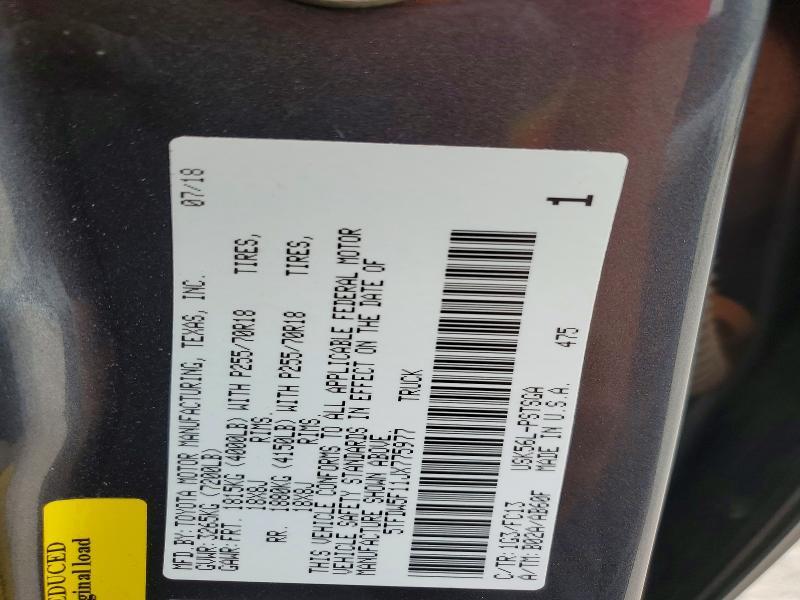 MFD.BY:TOYOTA MOTOR MANUFACTURING, TEXAS, INC. 07/18
GVWR:3265KG (7200LB)
GAWR:FRT. 1815KG (4000LB) WITH P255/70R18 TIRES,
18X8J RIMS.
RR. 1880KG (4150LB) WITH P255/70R18 TIRES,
18X8J RIMS.
THIS VEHICLE CONFORMS TO ALL APPLICABLE FEDERAL MOTOR
VEHICLE SAFETY STANDARDS IN EFFECT ON THE DATE OF
MANUFACTURE SHOWN ABOVE.
5TFDW5F11JX775977 TRUCK
C/TR: 1G3/FC13 USK56L-PSTSGA
A/TM: B02A/AB60F MADE IN U.S.A. 475
1
EDUCED
ginal load